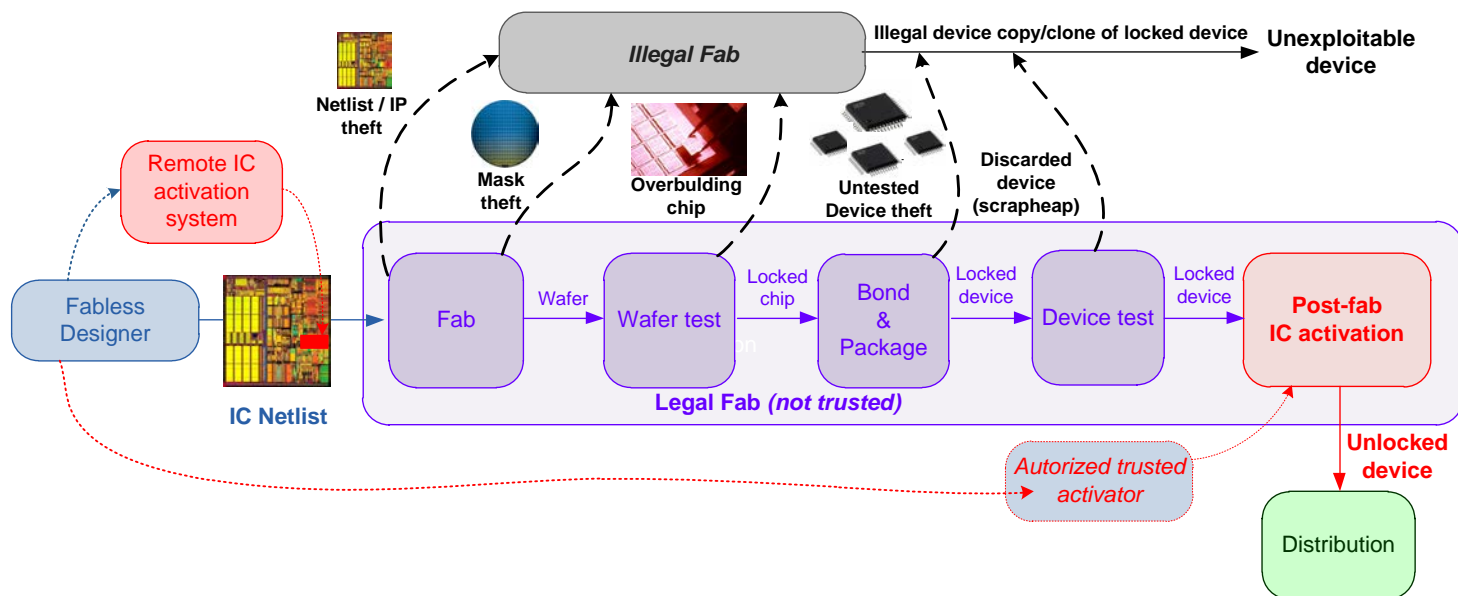 Illegal Fab
Illegal device copy/clone of locked device
Unexploitable
device
Netlist / IP
theft
Mask
theft
Overbulding
chip
Untested
Device theft
Discarded
device
(scrapheap)
Remote IC
activation
system
Fabless
Designer
IC Netlist
Fab
Wafer
Wafer test
on
Locked
chip
Bond
&
Package
Locked
device
Device test
Locked
device
Post-fab
IC activation
Legal Fab (not trusted)
Autorized trusted
activator
Unlocked
device
Distribution